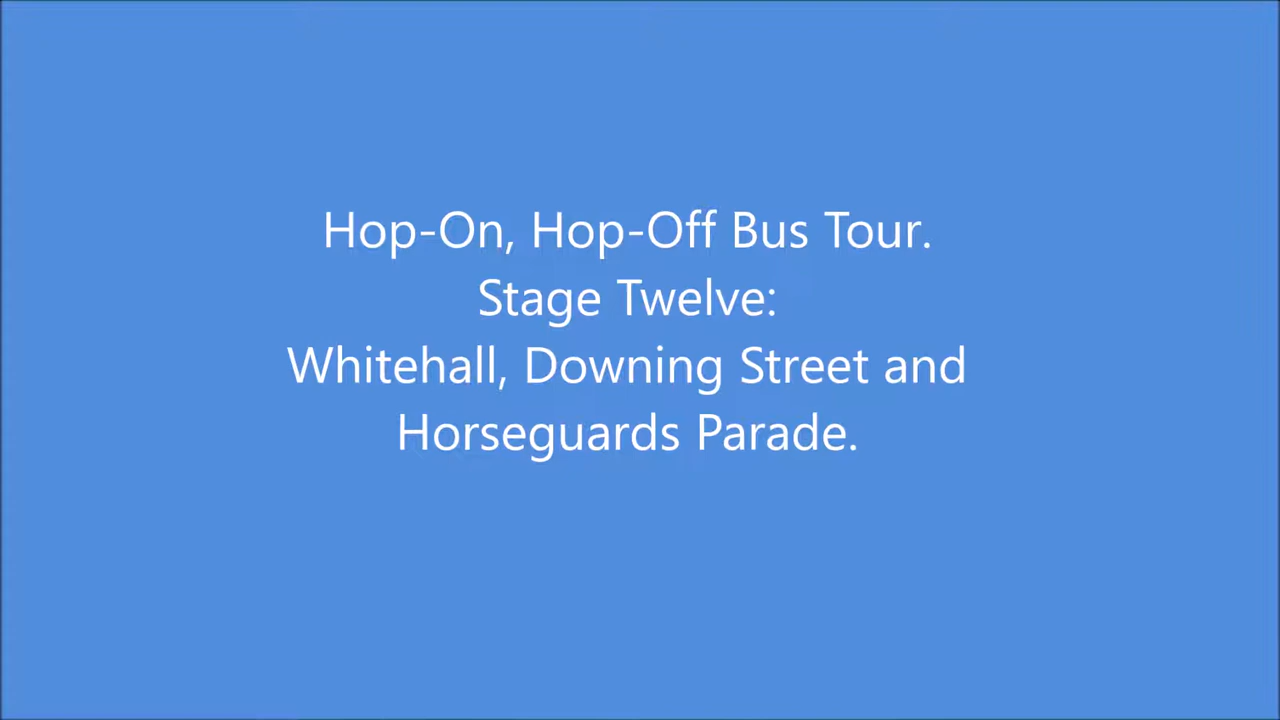 Hop-On, Hop-Off Bus Tour.
Stage Twelve:
Whitehall, Downing Street and
Horseguards Parade.